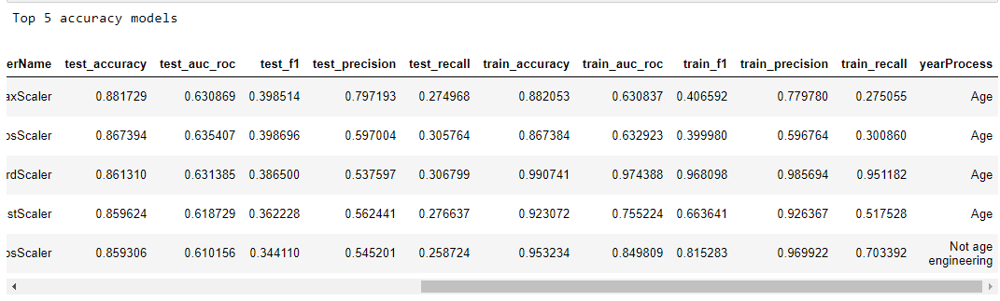 Top 5 accuracy models
erName test_accuracy test_auc_roc test_f1 test_precision test_recall train_accuracy train_auc_roc train_f1 train_precision train_recall yearProcess
axScaler 0.881729 0.630869 0.398514 0.797193 0.274968 0.882053 0.630837 0.406592 0.779780 0.275055 Age
osScaler 0.867394 0.635407 0.398696 0.597004 0.305764 0.867384 0.632923 0.399980 0.596764 0.300860 Age
rdScaler 0.861310 0.631385 0.386500 0.537597 0.306799 0.990741 0.974388 0.968098 0.985694 0.951182 Age
stScaler 0.859624 0.618729 0.362228 0.562441 0.276637 0.923072 0.755224 0.663641 0.926367 0.517528 Age
osScaler 0.859306 0.610156 0.344110 0.545201 0.258724 0.953234 0.849809 0.815283 0.969922 0.703392 Not age
engineering